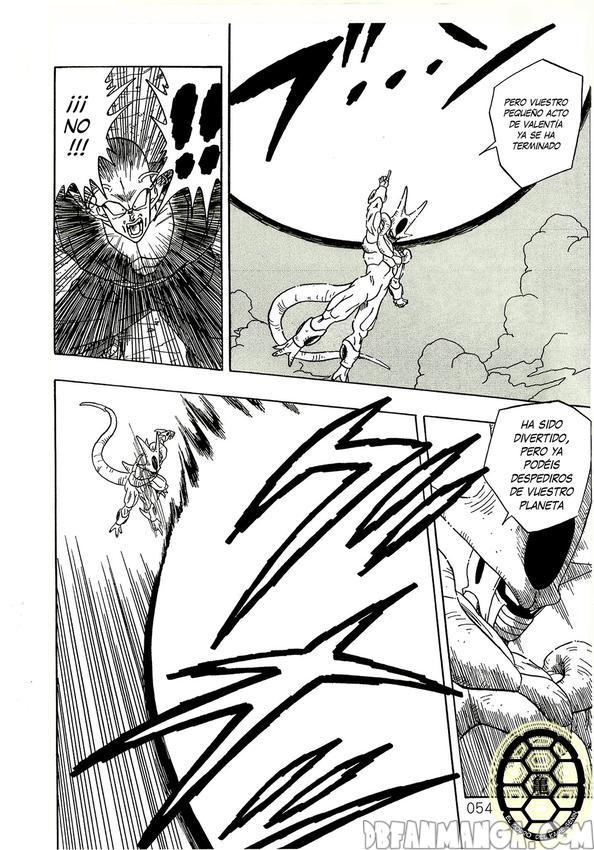 PERO VUESTRO
PEQUEÑO ACTO
DE VALENTÍA
YA SE HA
TERMINADO
!!
¡¡¡
NO
!!!
HA SIDO
DIVERTIDO,
PERO YA
PODÉIS
DESPEDIROS
DE VUESTRO
PLANETA
054
DBFANMANGA.COM